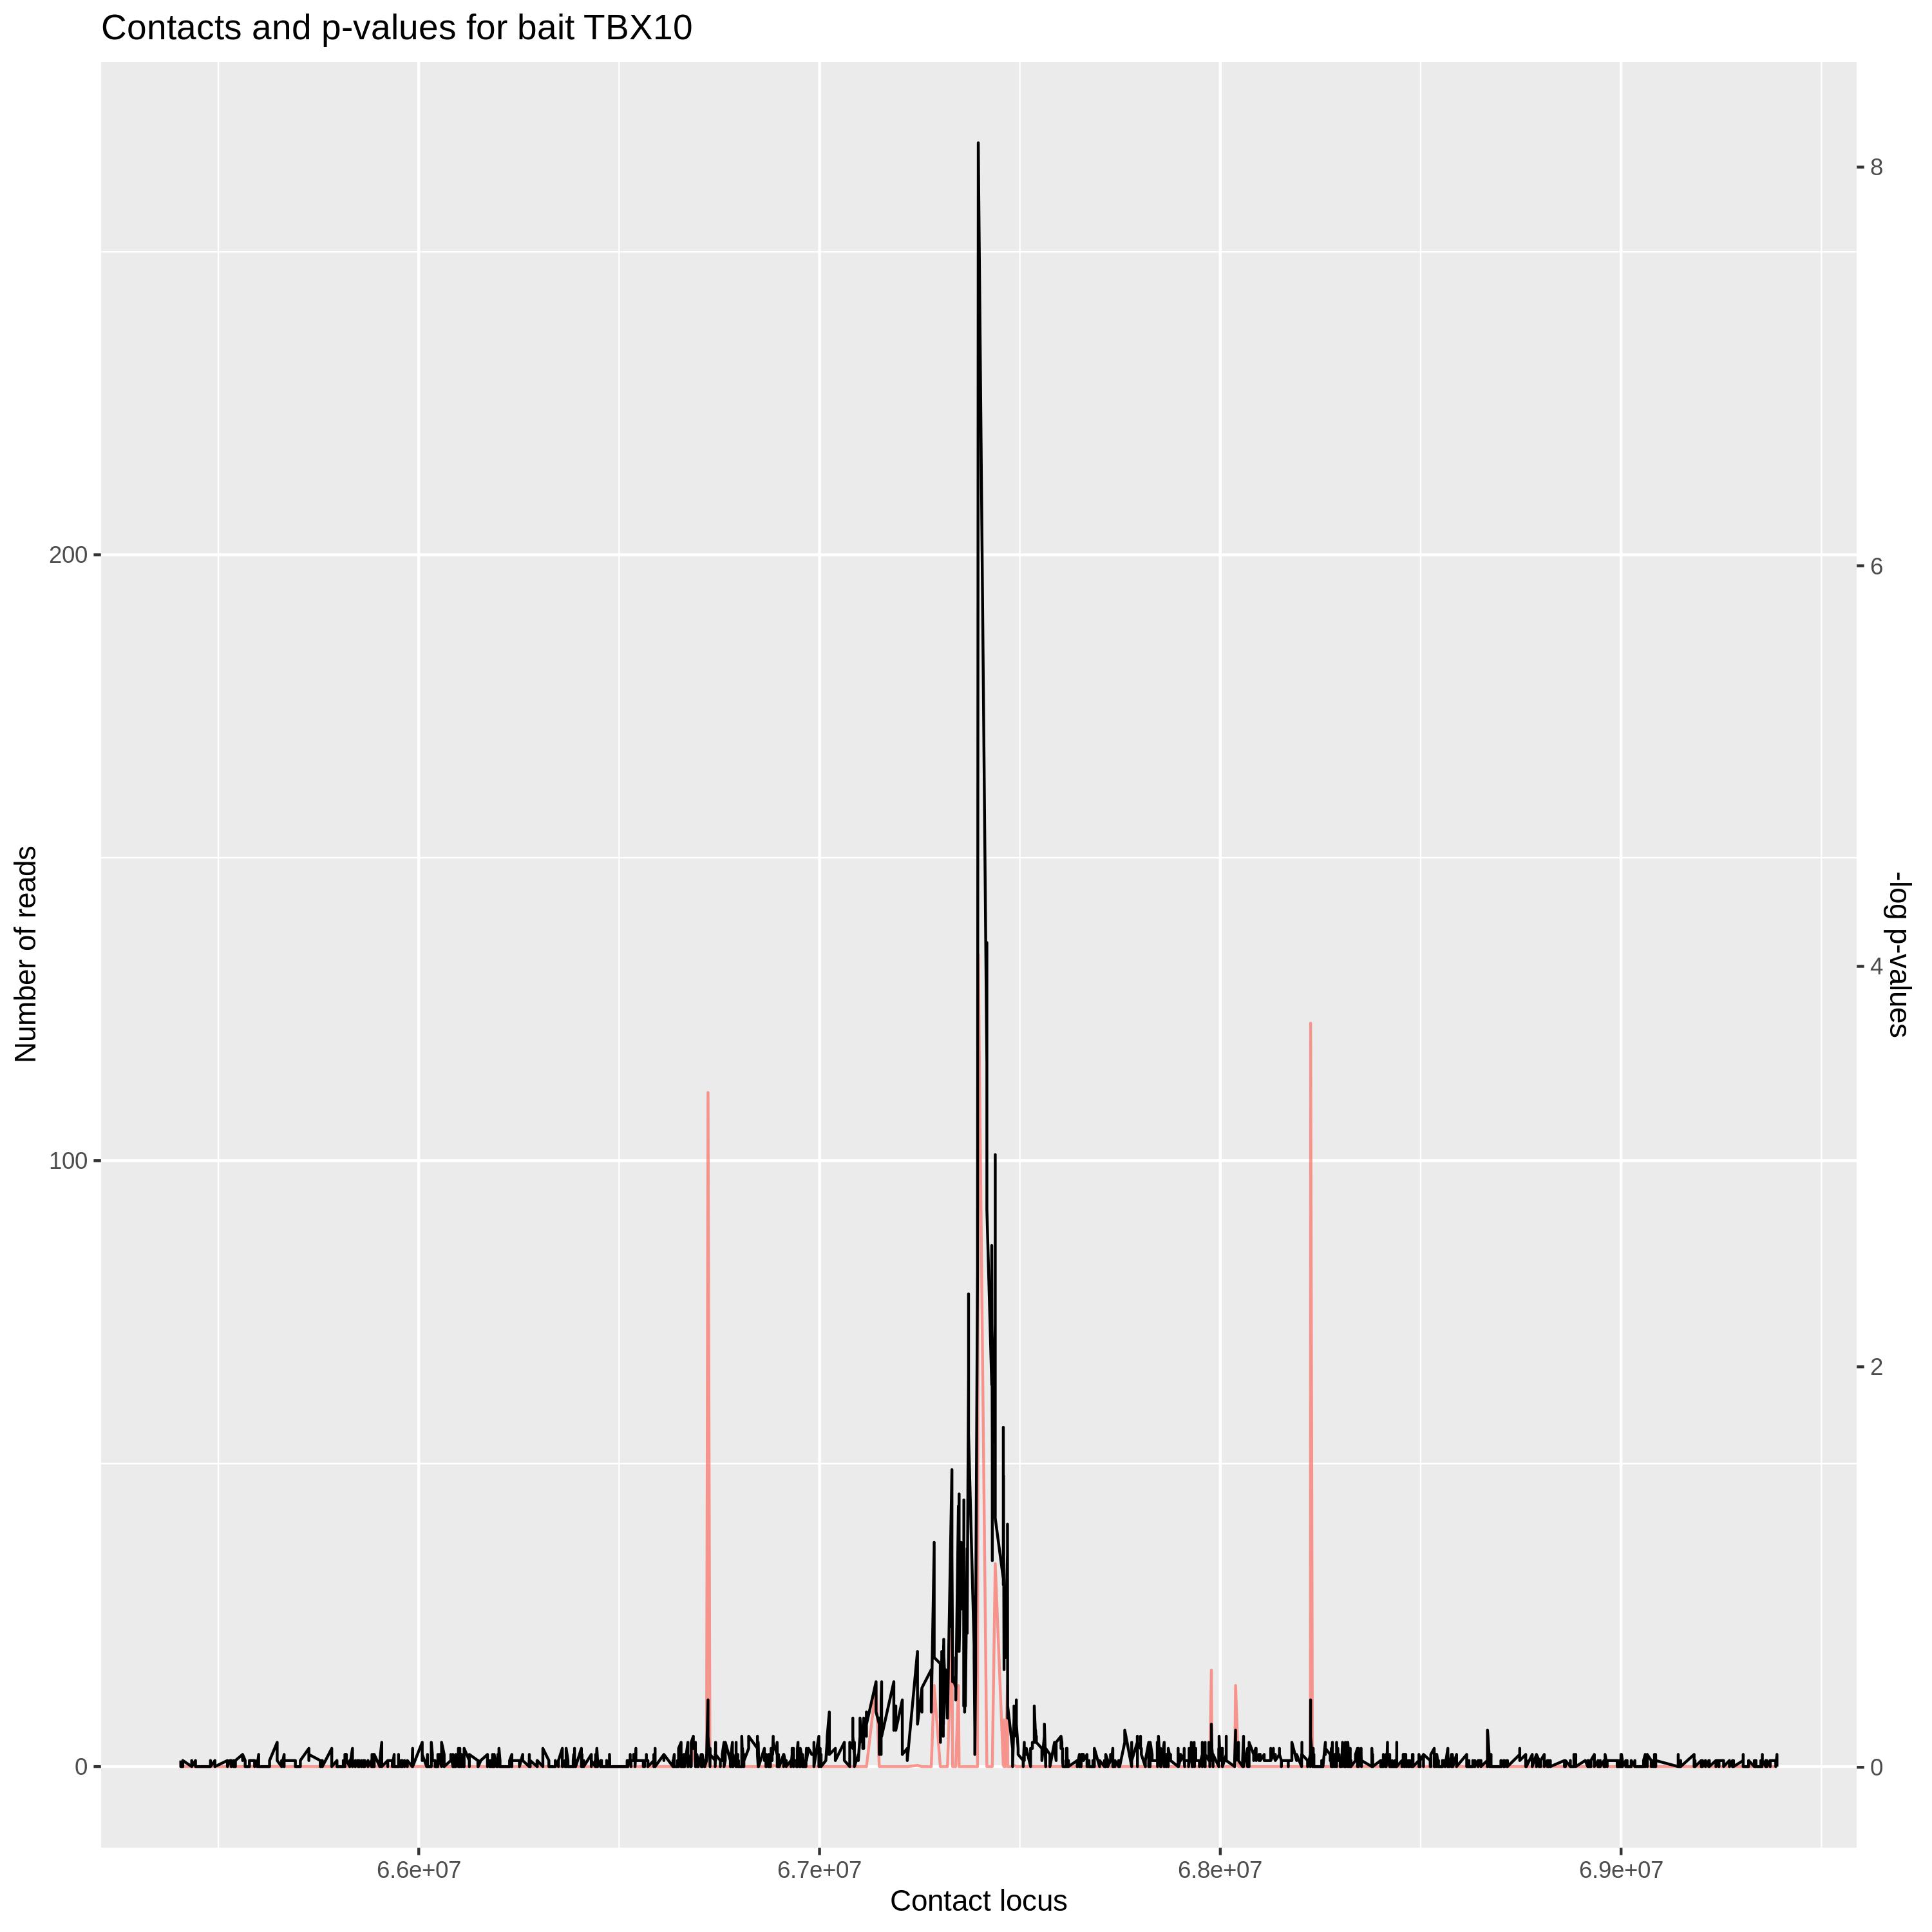 Contacts and p-values for bait TBX10
Number of reads
200
100
0
8
6
4
2
0
-log p-values
6.6e+07
6.7e+07
6.8e+07
6.9e+07
Contact locus